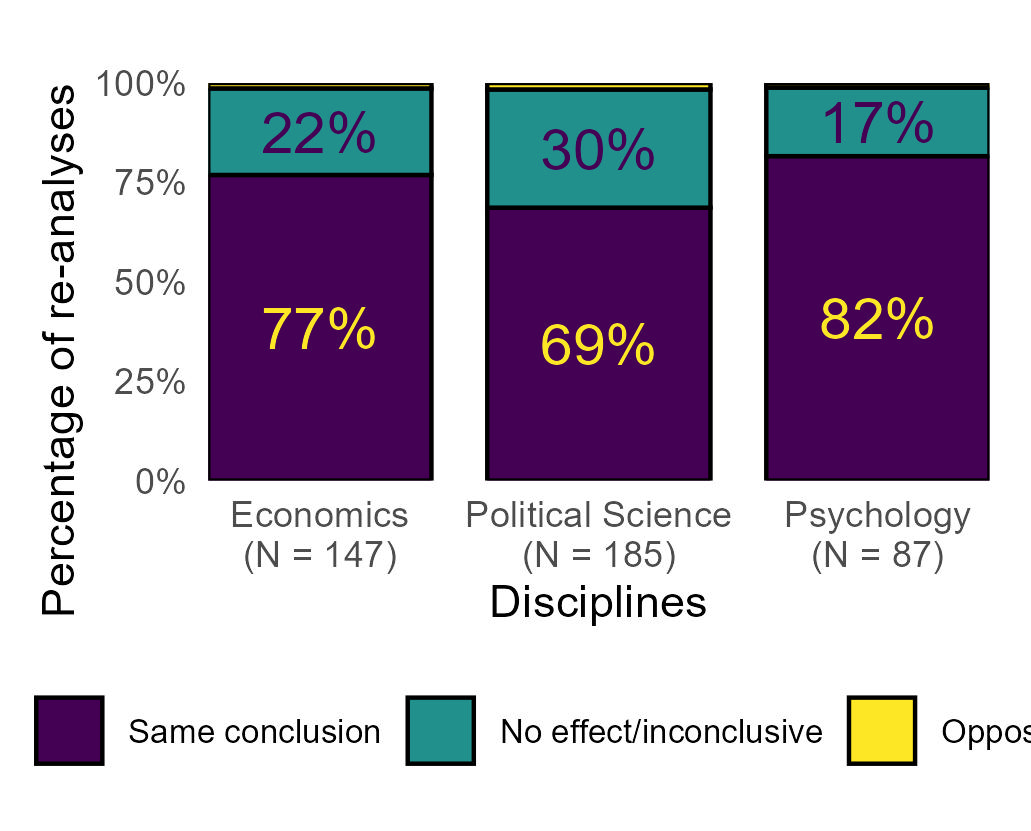 Percentage of re-analyses
100%
75%
50%
25%
0%
22%
30%
17%
77%
69%
82%
Economics
(N = 147)
Political Science
(N = 185)
Psychology
(N = 87)
Disciplines
Same conclusion
No effect/inconclusive